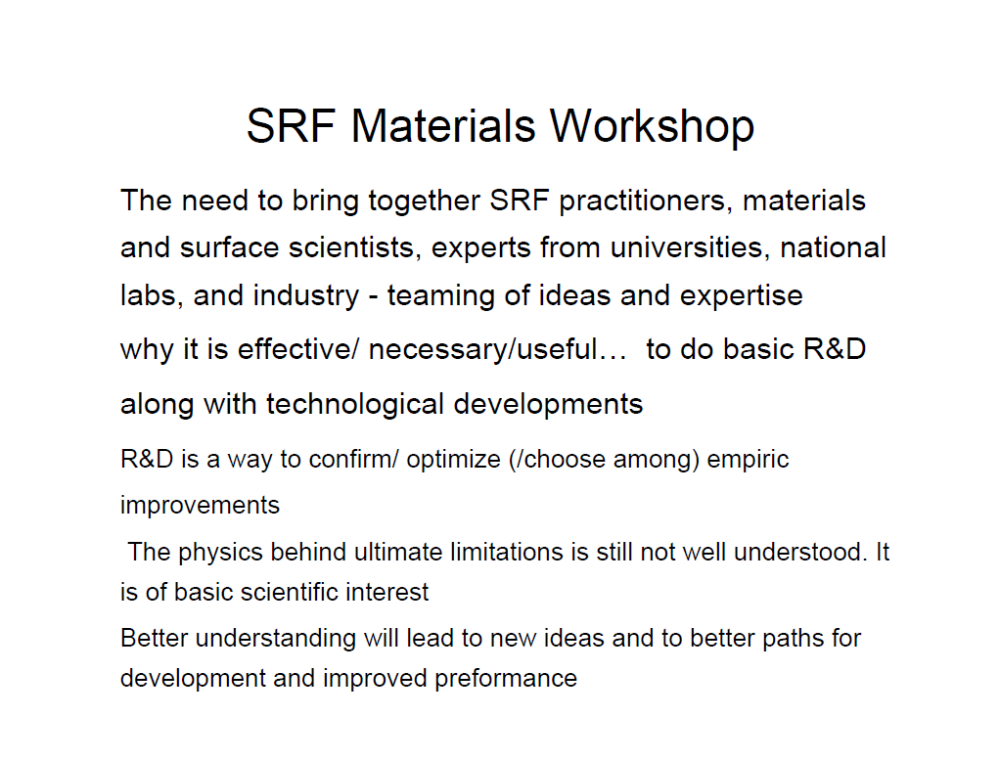 SRF Materials Workshop
The need to bring together SRF practitioners, materials
and surface scientists, experts from universities, national
labs, and industry - teaming of ideas and expertise
why it is effective/ necessary/useful…  to do basic R&D
along with technological developments
R&D is a way to confirm/ optimize (/choose among) empiric
improvements
The physics behind ultimate limitations is still not well understood. It
is of basic scientific interest
Better understanding will lead to new ideas and to better paths for
development and improved preformance